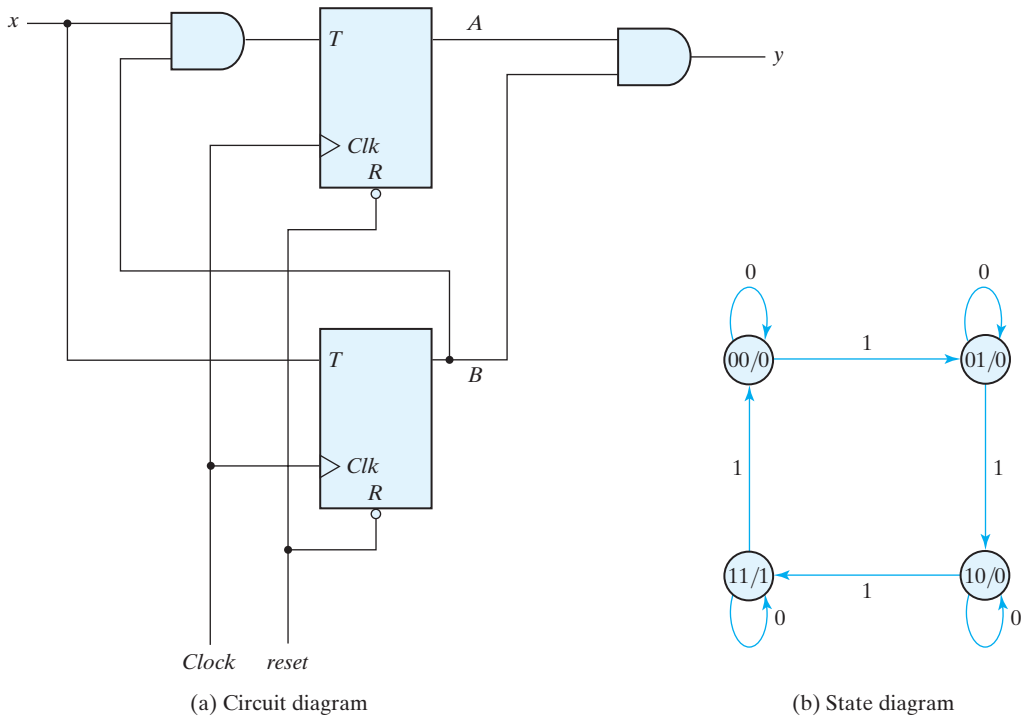 x
T
A
y
Clk
R
T
B
Clk
R
Clock reset
(a) Circuit diagram
0 0
00/0 1 01/0
1 1
11/1 1 10/0
0 0
(b) State diagram